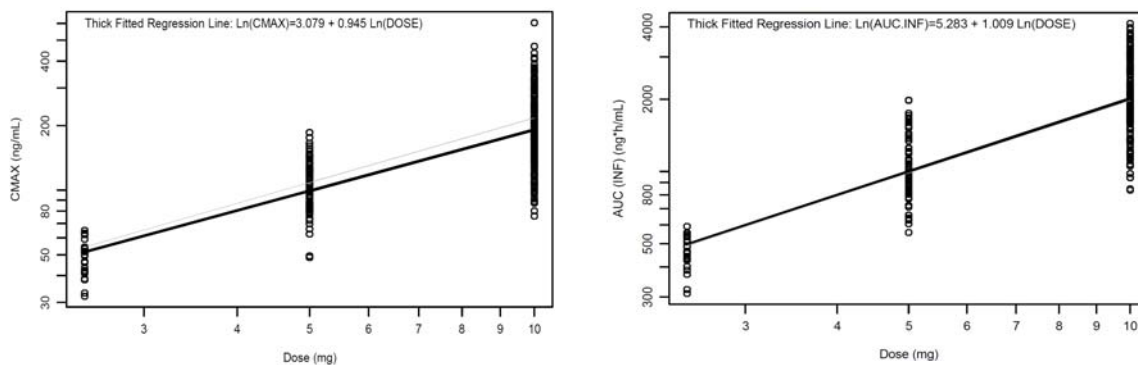 Thick Fitted Regression Line: Ln(CMAX)=3.079 + 0.945 Ln(DOSE)
CMAX (ng/mL)
400
200
80
50
30
3 4 5 6 7 8 9 10
Dose (mg)
Thick Fitted Regression Line: Ln(AUC.INF)=5.283 + 1.009 Ln(DOSE)
AUC (INF) (ng*h/mL)
4000
2000
800
500
300
3 4 5 6 7 8 9 10
Dose (mg)